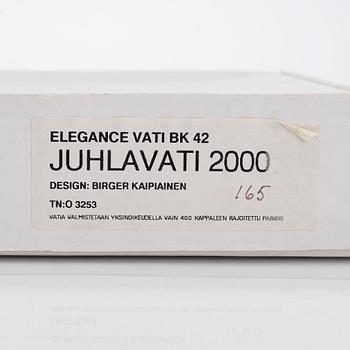 ELEGANCE VATI BK 42
JUHLAVATI 2000
DESIGN: BIRGER KAIPIAINEN
165
TN:O 3253
VATIA VALMISTETAAN YKSINOIKEUDELLA VAIN 400 KAPPALEEN RAJOITETTU PAINOS